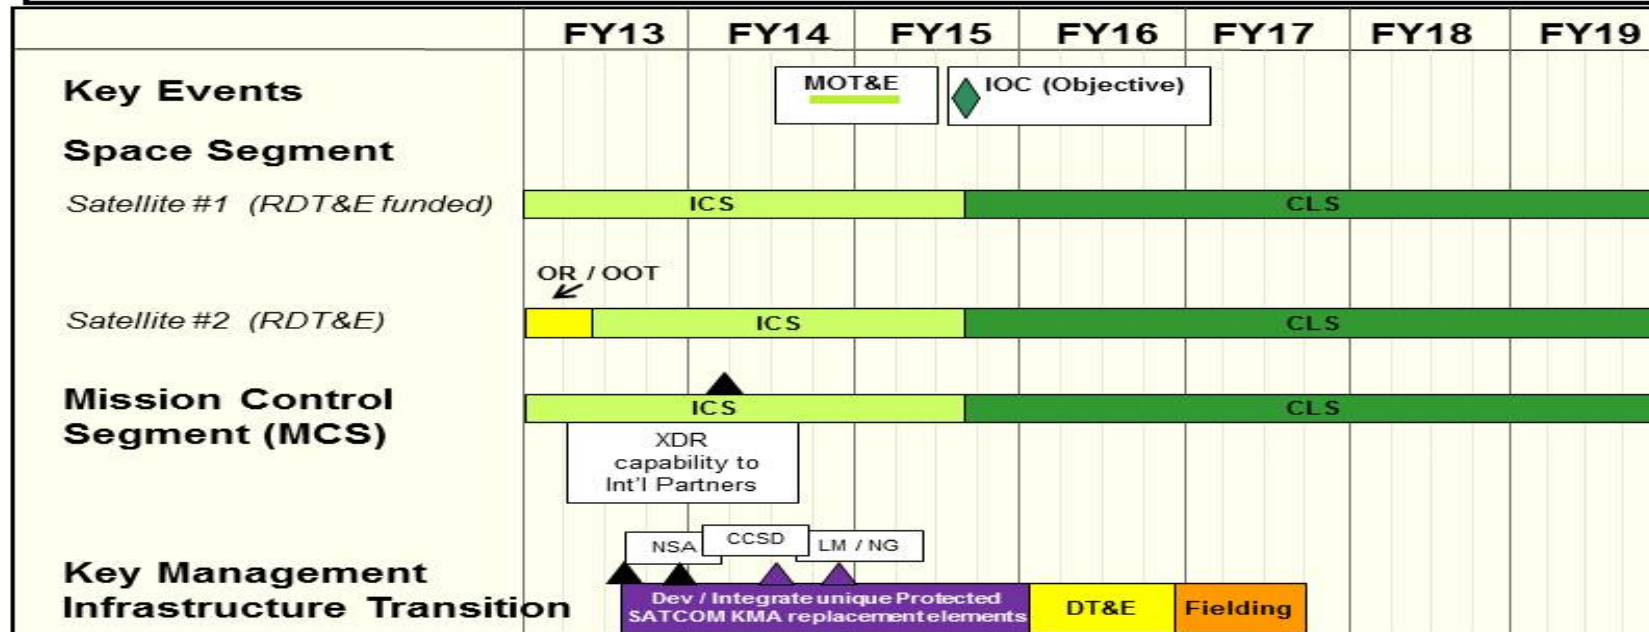 FY13 FY14 FY15 FY16 FY17 FY18 FY19
Key Events
MOT&E
IOC (Objective)
Space Segment
Satellite #1 (RDT&E funded)
ICS
CLS
OR / OOT
Satellite #2 (RDT&E)
ICS
CLS
Mission Control
Segment (MCS)
ICS
CLS
XDR
capability to
Int'l Partners
NSA
CCSD
LM / NG
Key Management
Infrastructure Transition
Dev / Integrate unique Protected
SATCOM KMA replacement elements
DT&E
Fielding